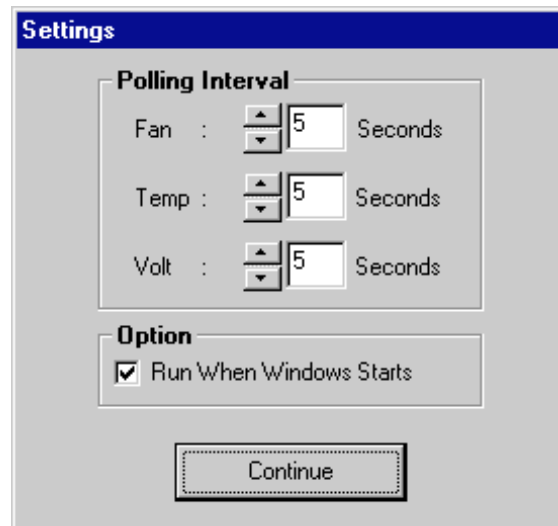 Settings
Polling Interval
Fan : 5 Seconds
Temp : 5 Seconds
Volt : 5 Seconds
Option
Run When Windows Starts
Continue